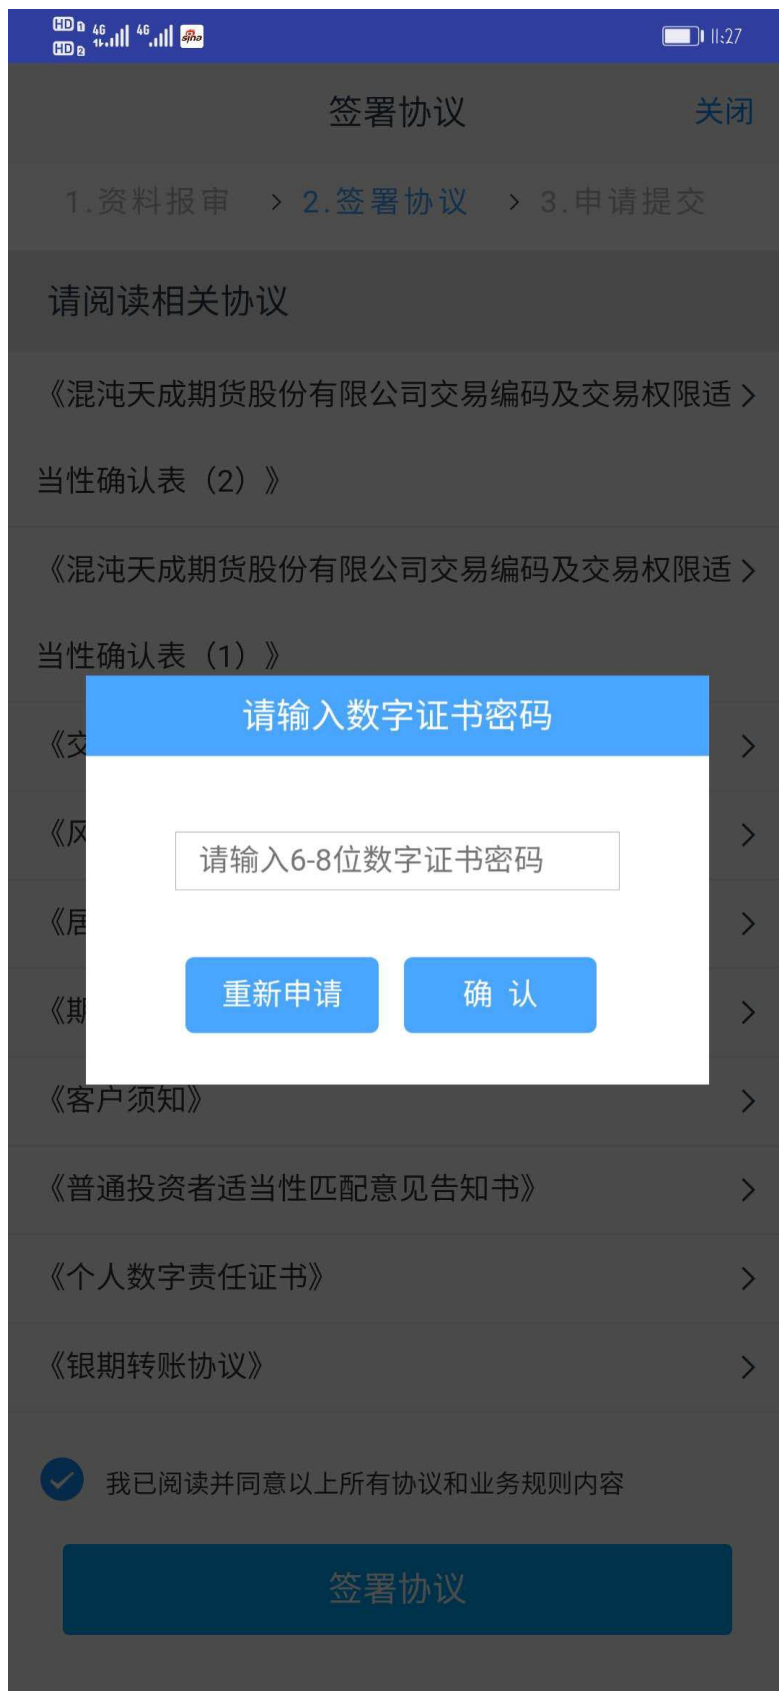 HD 1 4G 4G sina 11:27
HD 2
签署协议 关闭
1.资料报审 > 2.签署协议 > 3.申请提交
请阅读相关协议
《混沌天成期货股份有限公司交易编码及交易权限适
当性确认表（2）》
《混沌天成期货股份有限公司交易编码及交易权限适
当性确认表（1）》
请输入数字证书密码
《交
《风
请输入6-8位数字证书密码
《居
《期
重新申请 确 认
《客户须知》
《普通投资者适当性匹配意见告知书》
《个人数字责任证书》
《银期转账协议》
我已阅读并同意以上所有协议和业务规则内容
签署协议